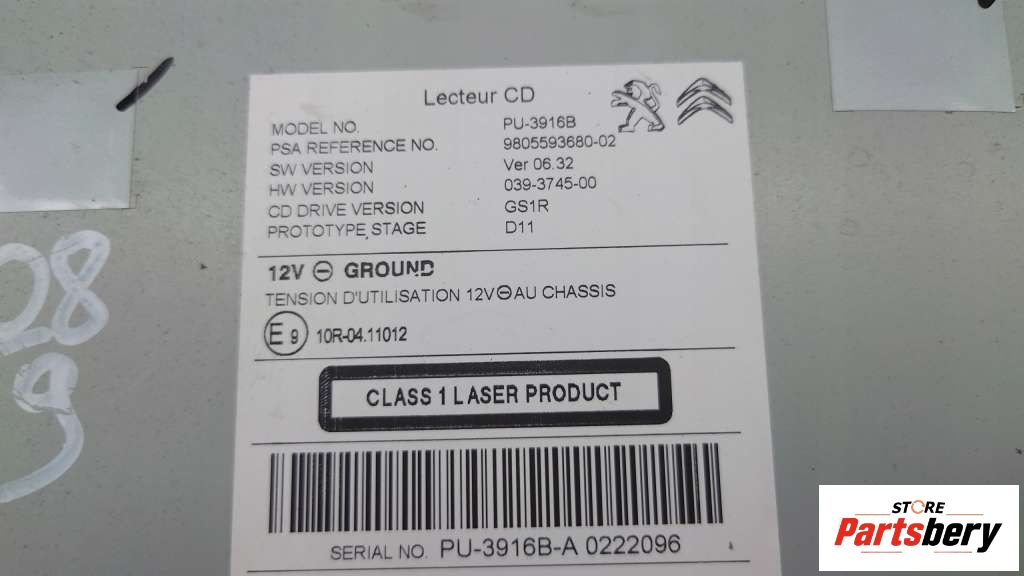 Lecteur CD
MODEL NO. PU-3916B
PSA REFERENCE NO. 9805593680-02
SW VERSION Ver 06.32
HW VERSION 039-3745-00
CD DRIVE VERSION GS1R
PROTOTYPE STAGE D11
12V ⊖ GROUND
TENSION D'UTILISATION 12V⊖AU CHASSIS
E9 10R-04.11012
CLASS 1 LASER PRODUCT
SERIAL NO. PU-3916B-A 0222096
28
STORE
Partsbery